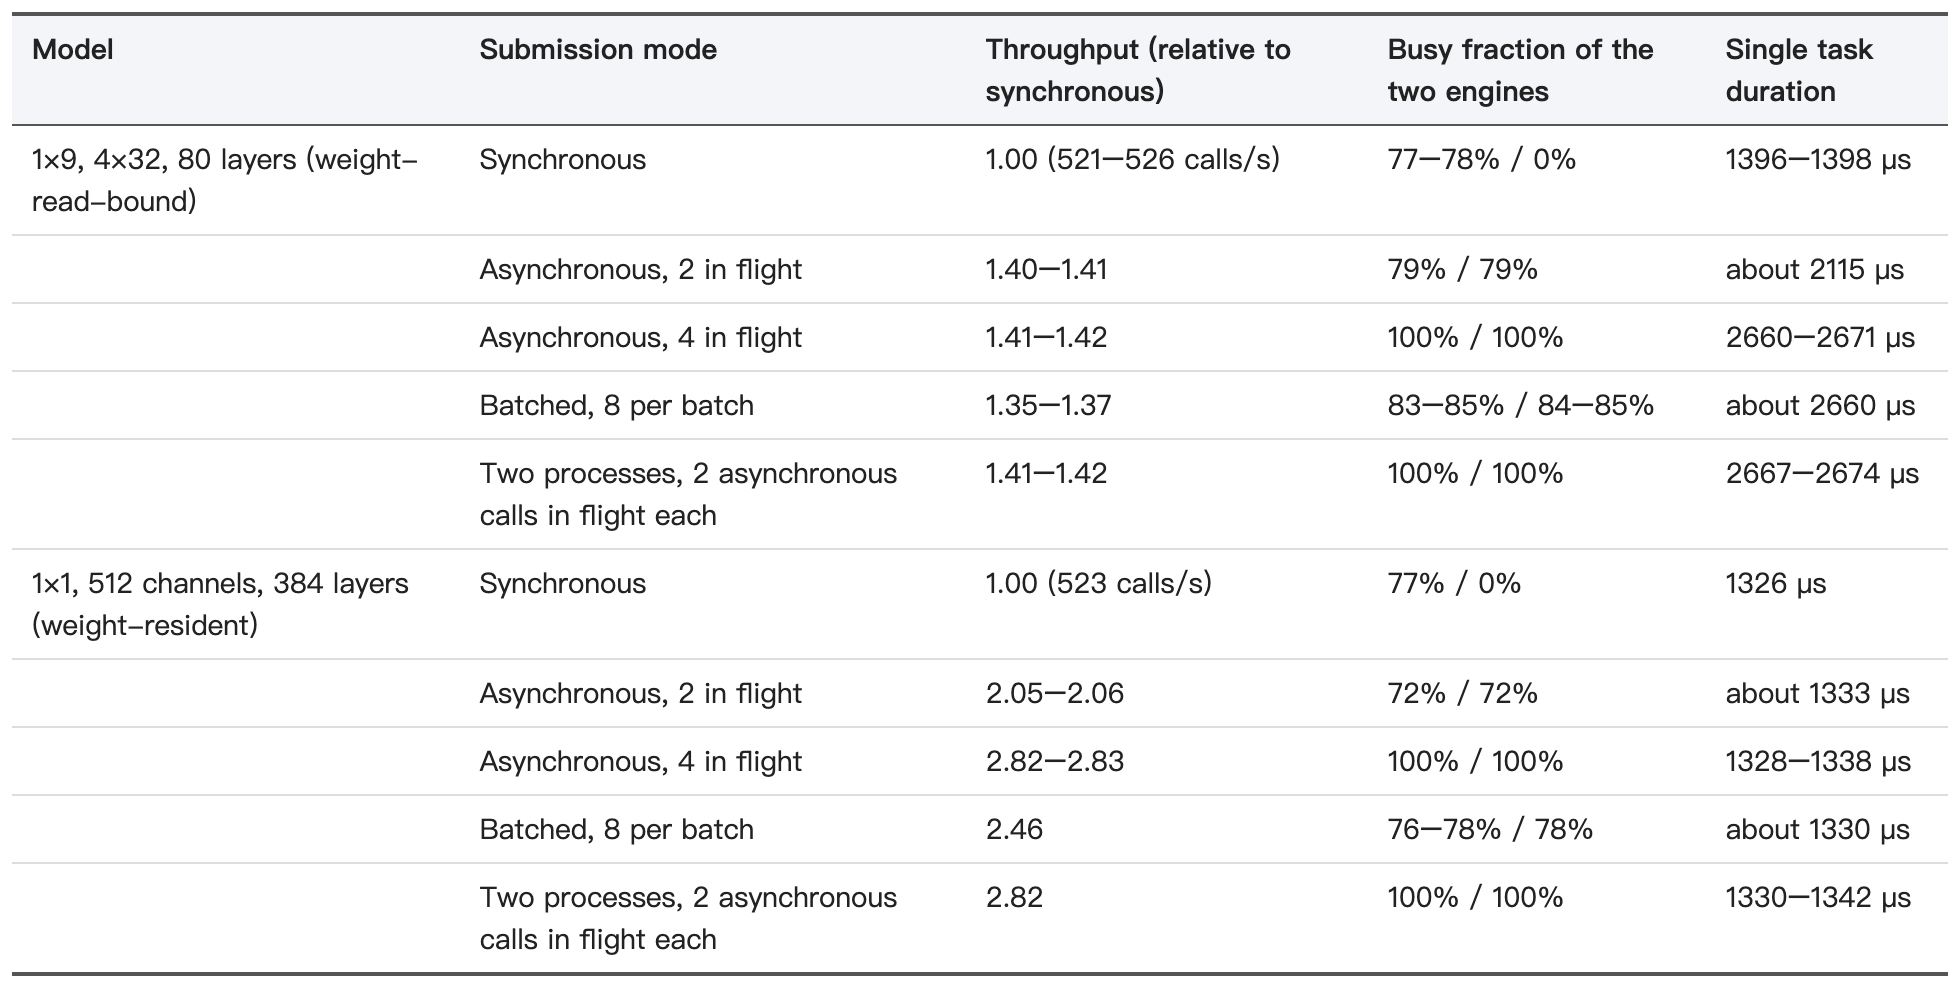 Model Submission mode Throughput (relative to synchronous) Busy fraction of the two engines Single task duration
1×9, 4×32, 80 layers (weight-read-bound) Synchronous 1.00 (521–526 calls/s) 77–78% / 0% 1396–1398 μs
Asynchronous, 2 in flight 1.40–1.41 79% / 79% about 2115 μs
Asynchronous, 4 in flight 1.41–1.42 100% / 100% 2660–2671 μs
Batched, 8 per batch 1.35–1.37 83–85% / 84–85% about 2660 μs
Two processes, 2 asynchronous calls in flight each 1.41–1.42 100% / 100% 2667–2674 μs
1×1, 512 channels, 384 layers (weight-resident) Synchronous 1.00 (523 calls/s) 77% / 0% 1326 μs
Asynchronous, 2 in flight 2.05–2.06 72% / 72% about 1333 μs
Asynchronous, 4 in flight 2.82–2.83 100% / 100% 1328–1338 μs
Batched, 8 per batch 2.46 76–78% / 78% about 1330 μs
Two processes, 2 asynchronous calls in flight each 2.82 100% / 100% 1330–1342 μs